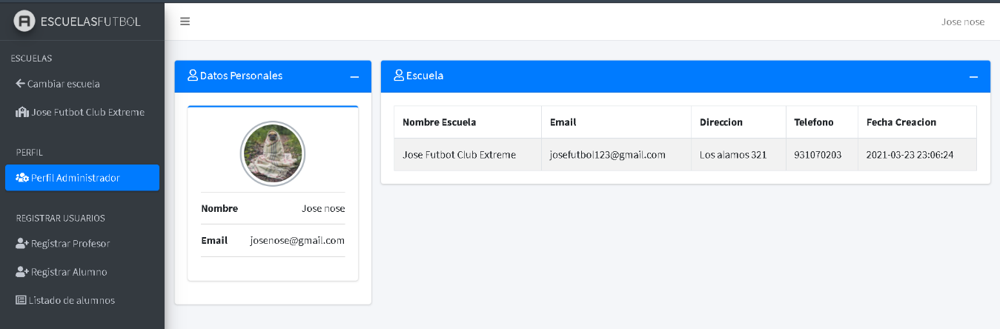 ESCUELASFUTBOL
ESCUELAS
Cambiar escuela
Jose Futbot Club Extreme
PERFIL
Perfil Administrador
REGISTRAR USUARIOS
Registrar Profesor
Registrar Alumno
Listado de alumnos
Jose nose
Datos Personales
Nombre Jose nose
Email josenose@gmail.com
Escuela
Nombre Escuela Email Direccion Telefono Fecha Creacion
Jose Futbot Club Extreme josefutbol123@gmail.com Los alamos 321 931070203 2021-03-23 23:06:24